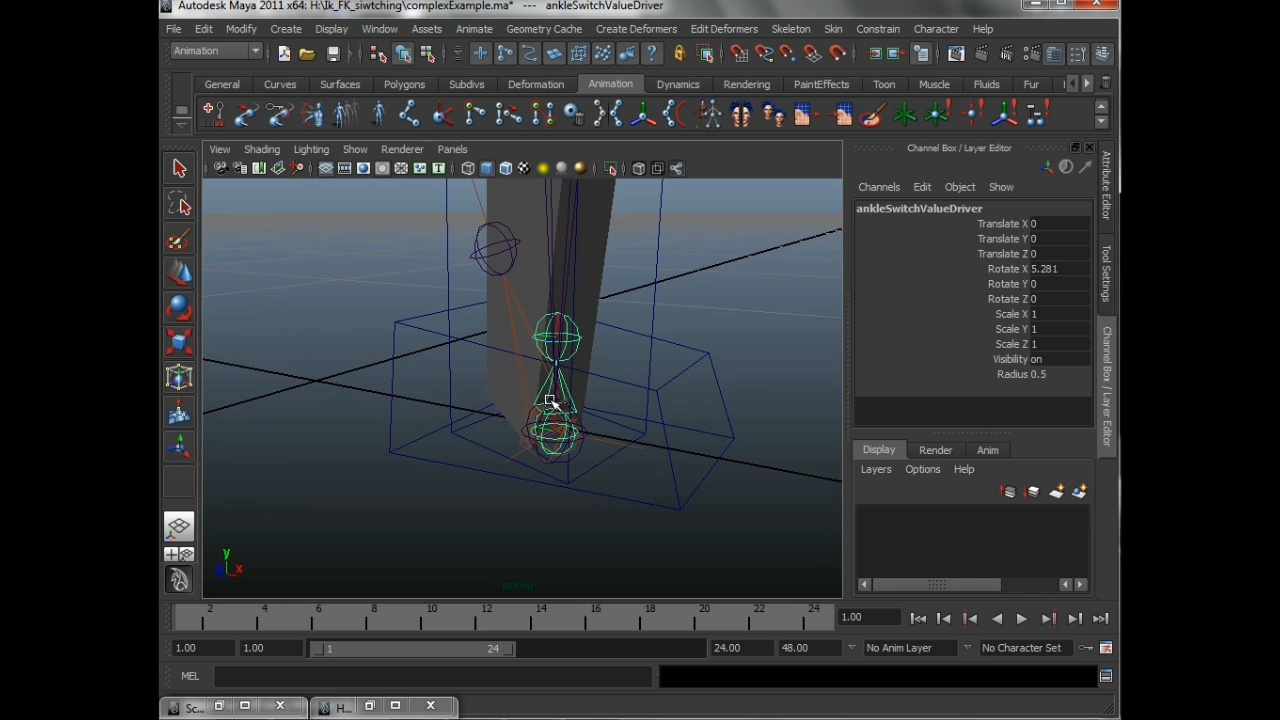 Autodesk Maya 2011 x64: H:\Ik_FK_siwtching\complexExample.ma* --- ankleSwitchValueDriver
File Edit Modify Create Display Window Assets Animate Geometry Cache Create Deformers Edit Deformers Skeleton Skin Constrain Character Help
Animation
General Curves Surfaces Polygons Subdivs Deformation Animation Dynamics Rendering PaintEffects Toon Muscle Fluids Fur
View Shading Lighting Show Renderer Panels
Channel Box / Layer Editor
Channels Edit Object Show
ankleSwitchValueDriver
Translate X 0
Translate Y 0
Translate Z 0
Rotate X 5.281
Rotate Y 0
Rotate Z 0
Scale X 1
Scale Y 1
Scale Z 1
Visibility on
Radius 0.5
Attribute Editor
Tool Settings
Channel Box / Layer Editor
Display Render Anim
Layers Options Help
y
x
persp
2 4 6 8 10 12 14 16 18 20 22 24
1.00
1.00 1.00 1 24 24.00 48.00 No Anim Layer No Character Set
MEL
Sc... H...